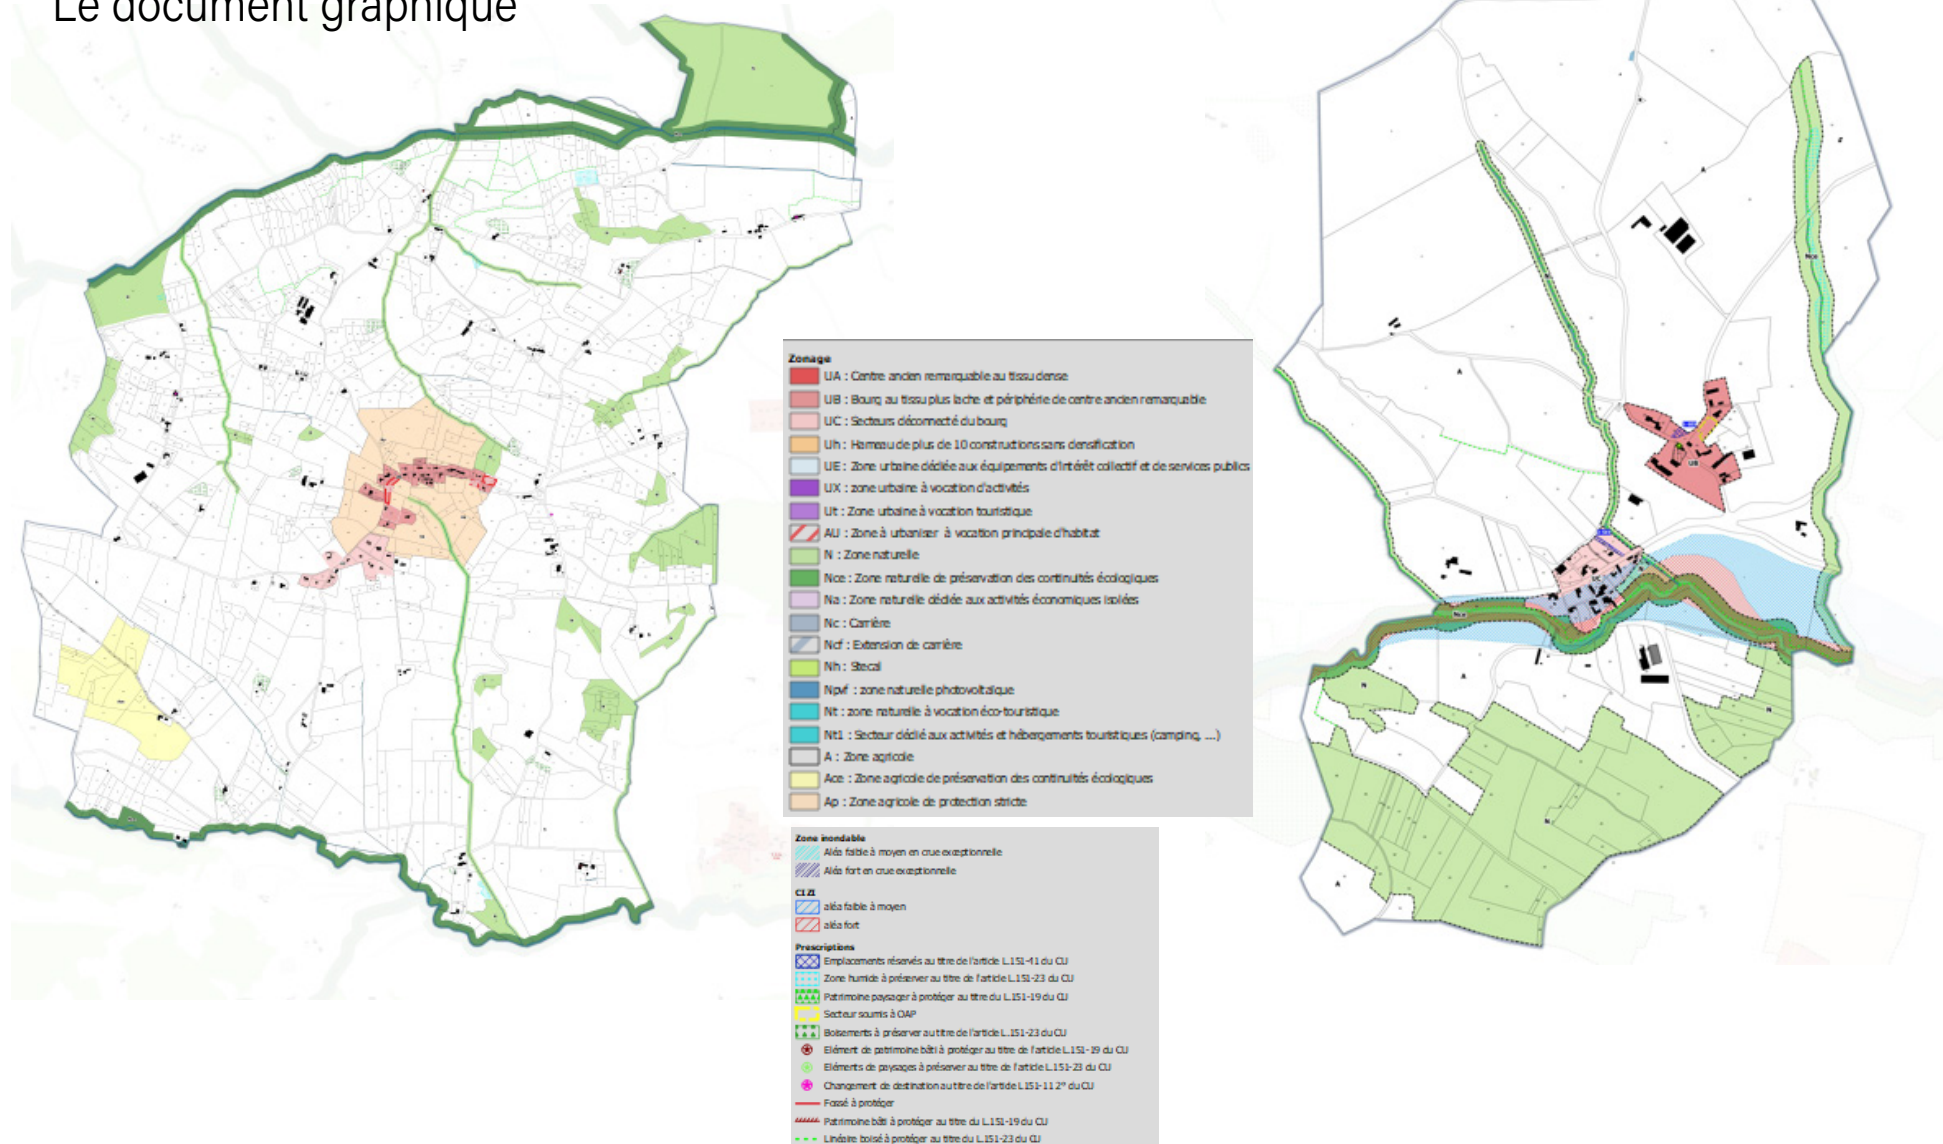 Le document graphique
Zonage
UA : Centre ancien remarquable au tissu dense
UB : Bourg au tissu plus lache et périphérie de centre ancien remarquable
UC : Secteurs déconnecté du bourg
Uh : Hameau de plus de 10 constructions sans densification
UE : Zone urbaine dédiée aux équipements d'intérêt collectif et de services publics
UX : zone urbaine à vocation d'activités
Ut : Zone urbaine à vocation touristique
AU : Zone à urbaniser à vocation principale d'habitat
N : Zone naturelle
Nce : Zone naturelle de préservation des continuités écologiques
Na : Zone naturelle dédiée aux activités économiques isolées
Nc : Carrière
Ncf : Extension de carrière
Nh : Stecal
Npvf : zone naturelle photovoltaïque
Nt : zone naturelle à vocation éco-touristique
Nt1 : Secteur dédié aux activités et hébergements touristiques (camping, ...)
A : Zone agricole
Ace : Zone agricole de préservation des continuités écologiques
Ap : Zone agricole de protection stricte
Zone inondable
Aléa faible à moyen en crue exceptionnelle
Aléa fort en crue exceptionnelle
CIZI
aléa faible à moyen
aléa fort
Prescriptions
Emplacements réservés au titre de l'article L.151-41 du CU
Zone humide à préserver au titre de l'article L.151-23 du CU
Patrimoine paysager à protéger au titre du L.151-19 du CU
Secteur soumis à OAP
Boisements à préserver au titre de l'article L.151-23 du CU
Elément de patrimoine bâti à protéger au titre de l'article L.151-19 du CU
Eléments de paysages à préserver au titre de l'article L.151-23 du CU
Changement de destination au titre de l'article L151-11 2° du CU
Fossé à protéger
Patrimoine bâti à protéger au titre du L.151-19 du CU
Linéaire boisé à protéger au titre du L.151-23 du CU
A
Nce
A
UB
Nce
A
N
N
N
A